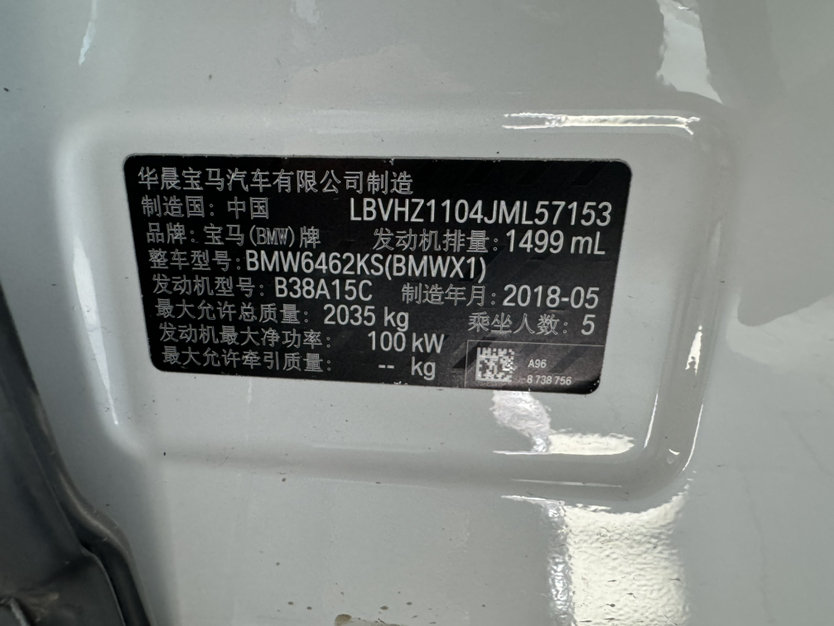 华晨宝马汽车有限公司制造
制造国: 中国 LBVHZ1104JML57153
品牌: 宝马(BMW)牌 发动机排量: 1499 mL
整车型号: BMW6462KS(BMWX1)
发动机型号: B38A15C 制造年月: 2018-05
最大允许总质量: 2035 kg 乘坐人数: 5
发动机最大净功率: 100 kW
最大允许牵引质量: -- kg
A96
8 738 756